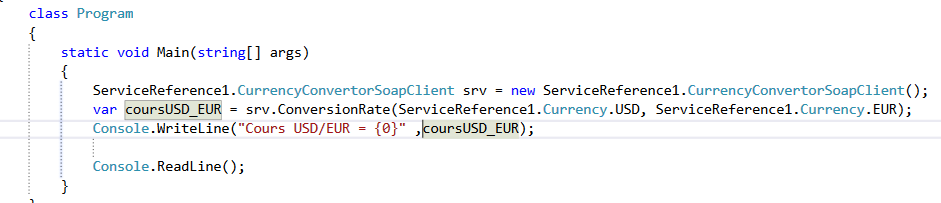 class Program
{
static void Main(string[] args)
{
ServiceReference1.CurrencyConvertorSoapClient srv = new ServiceReference1.CurrencyConvertorSoapClient();
var coursUSD_EUR = srv.ConversionRate(ServiceReference1.Currency.USD, ServiceReference1.Currency.EUR);
Console.WriteLine("Cours USD/EUR = {0}" ,coursUSD_EUR);
Console.ReadLine();
}